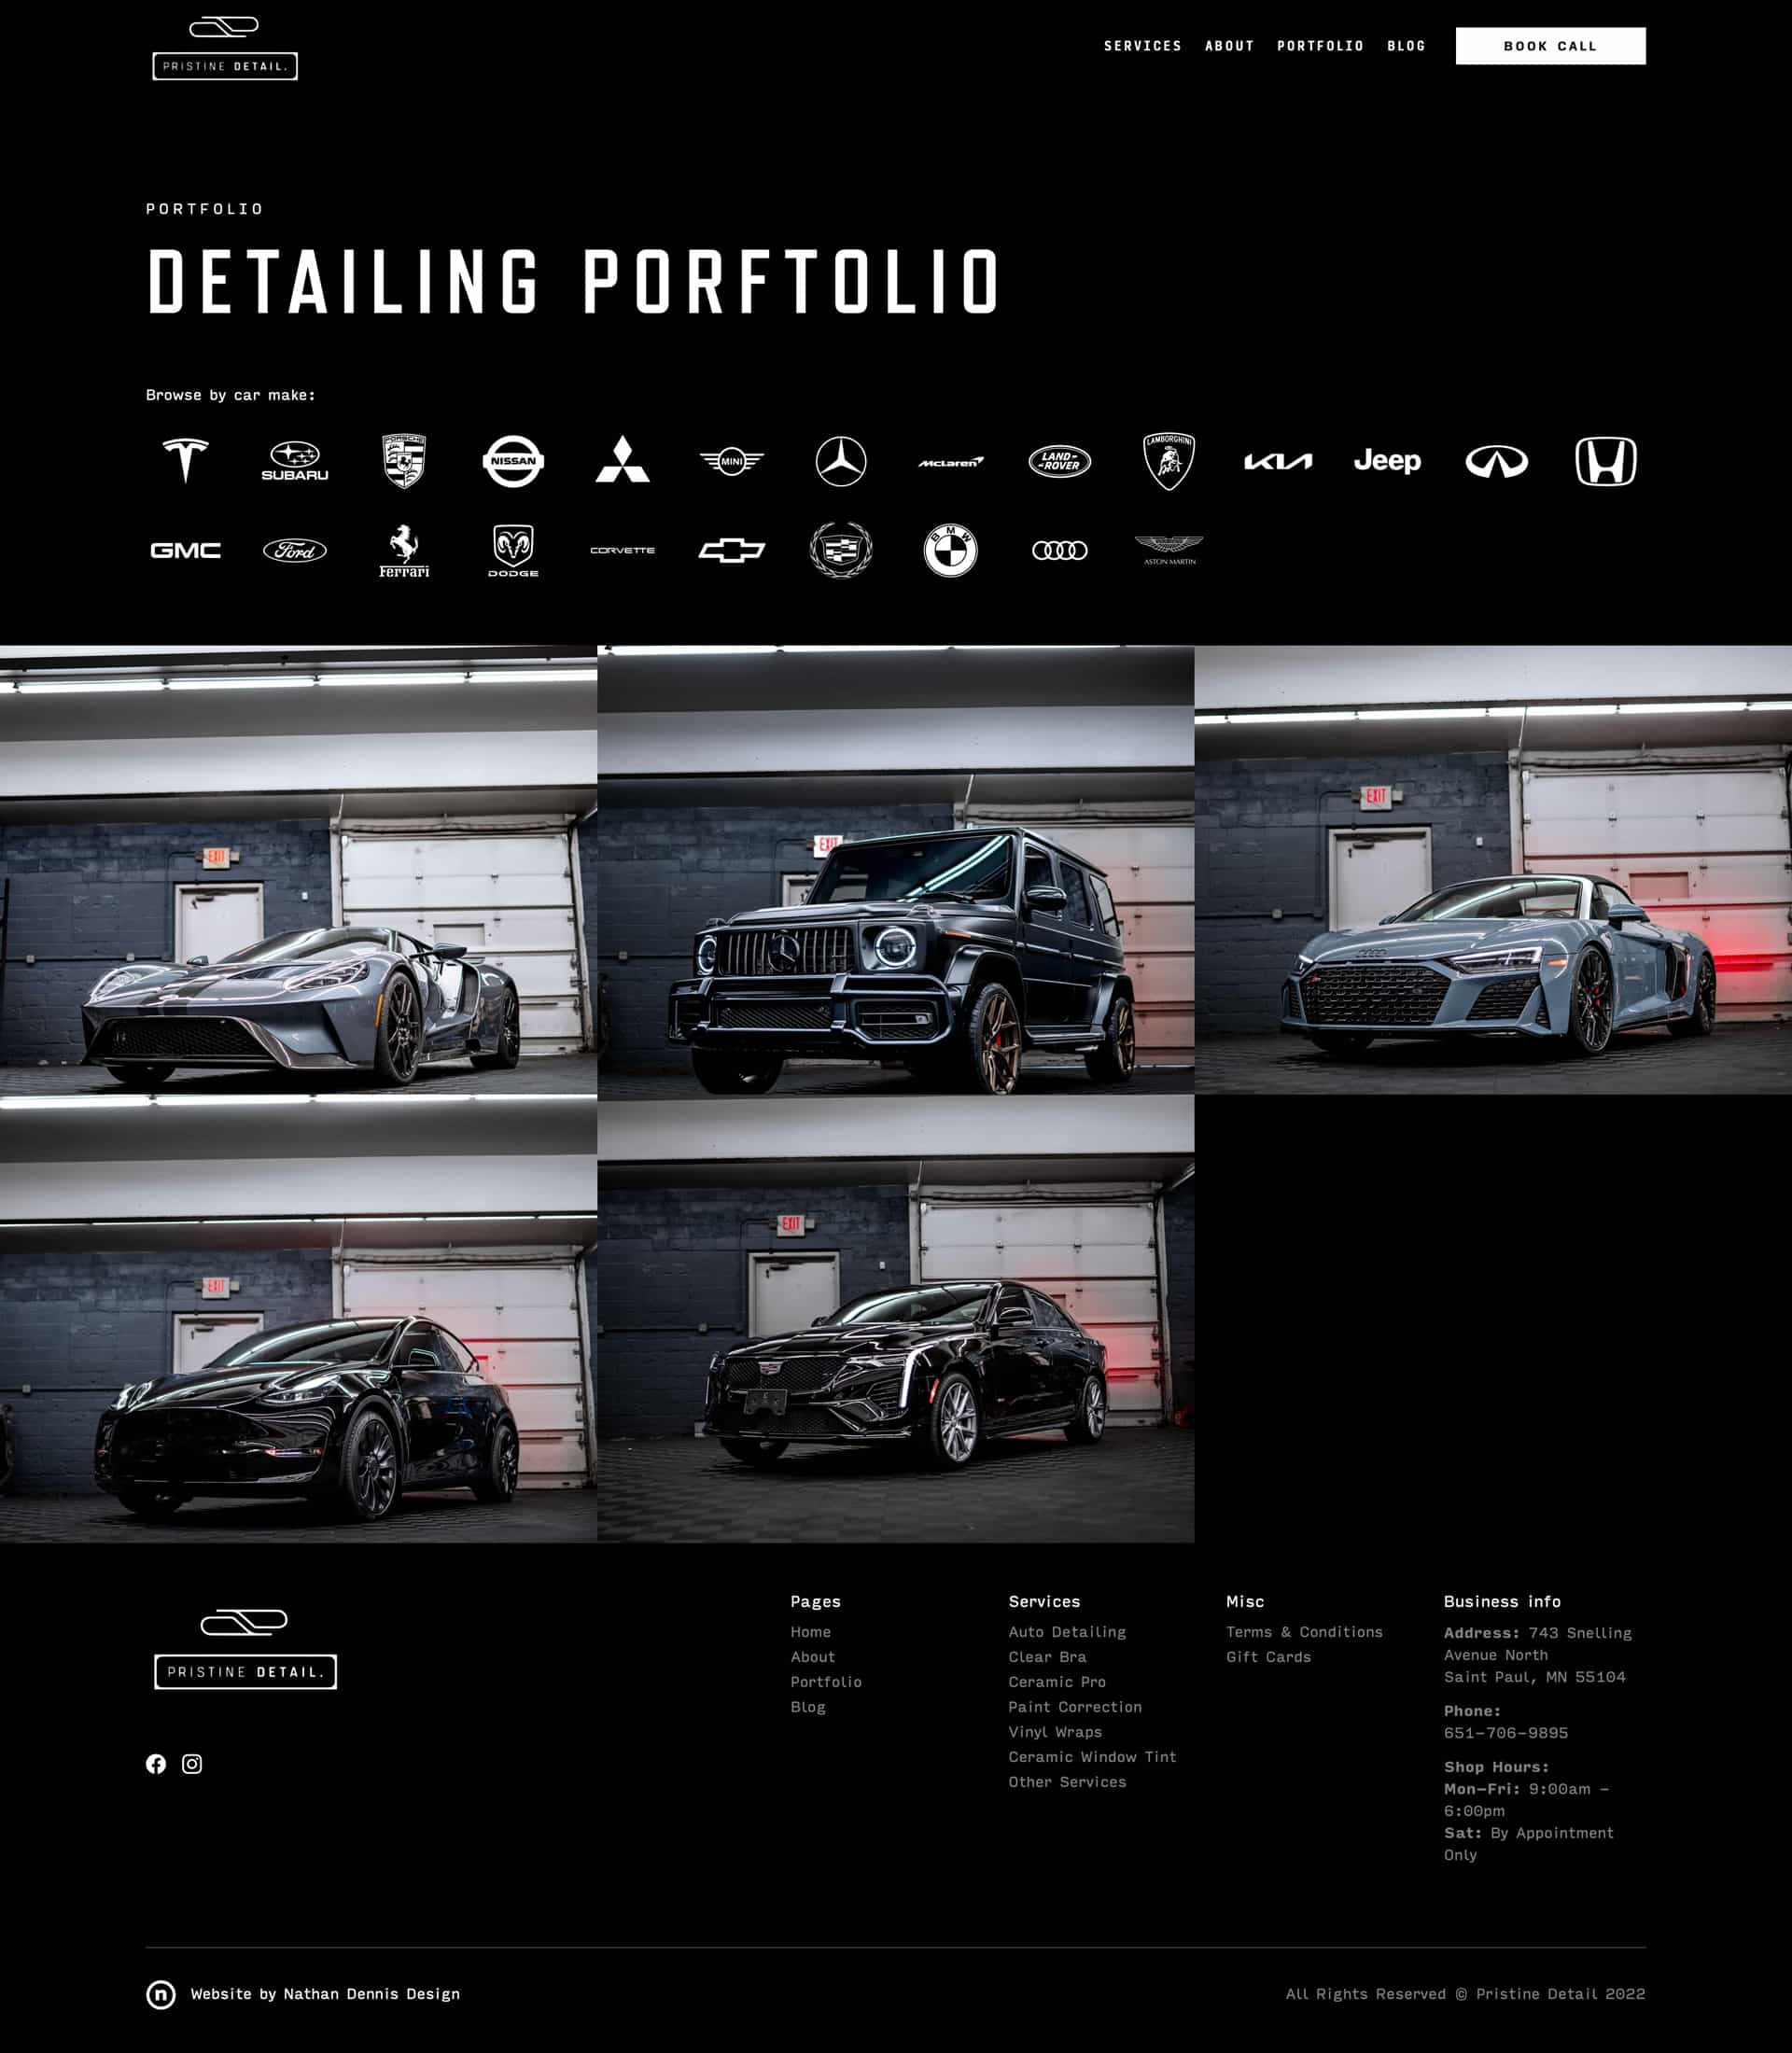 PRISTINE DETAIL.
SERVICES ABOUT PORTFOLIO BLOG BOOK CALL
PORTFOLIO
DETAILING PORFTOLIO
Browse by car make:
SUBARU PORSCHE NISSAN MINI McLaren LAND-ROVER LAMBORGHINI KIA Jeep
GMC Ford Ferrari DODGE CORVETTE BMW ASTON MARTIN
EXIT
EXIT
EXIT
EXIT
EXIT
PRISTINE DETAIL.
Pages
Home
About
Portfolio
Blog
Services
Auto Detailing
Clear Bra
Ceramic Pro
Paint Correction
Vinyl Wraps
Ceramic Window Tint
Other Services
Misc
Terms & Conditions
Gift Cards
Business info
Address: 743 Snelling
Avenue North
Saint Paul, MN 55104
Phone:
651-706-9895
Shop Hours:
Mon-Fri: 9:00am -
6:00pm
Sat: By Appointment
Only
n Website by Nathan Dennis Design
All Rights Reserved © Pristine Detail 2022